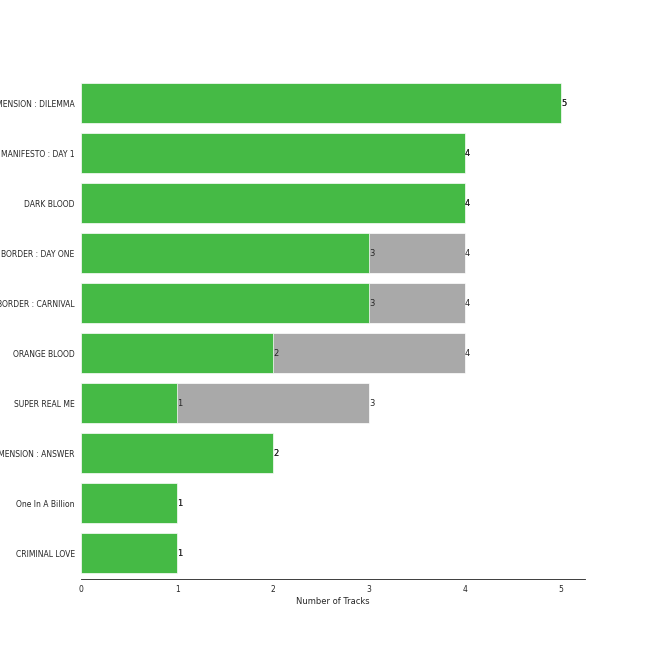 MENSION : DILEMMA 5
MANIFESTO : DAY 1 4
DARK BLOOD 4
BORDER : DAY ONE 3 4
BORDER : CARNIVAL 3 4
ORANGE BLOOD 2 4
SUPER REAL ME 1 3
MENSION : ANSWER 2
One In A Billion 1
CRIMINAL LOVE 1
0 1 2 3 4 5
Number of Tracks